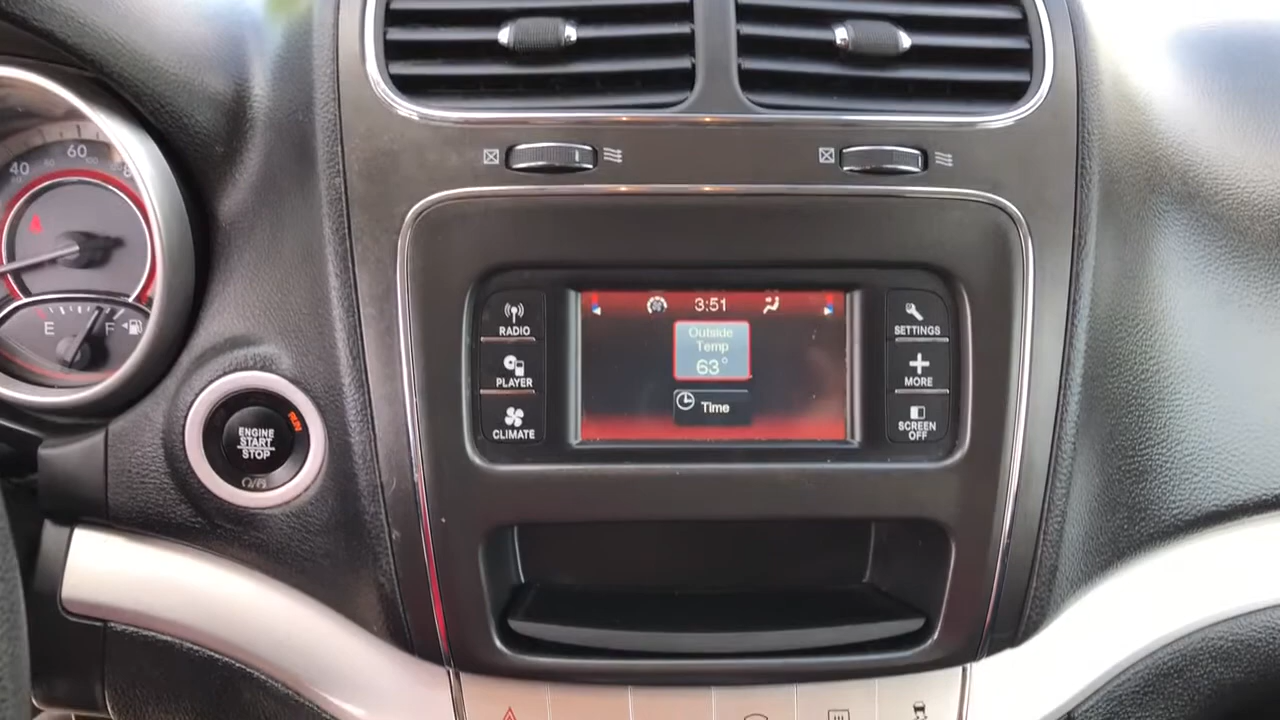 60
40
E
F
ENGINE
START
STOP
RUN
RADIO
PLAYER
CLIMATE
3:51
Outside
Temp
63°
Time
SETTINGS
MORE
SCREEN
OFF